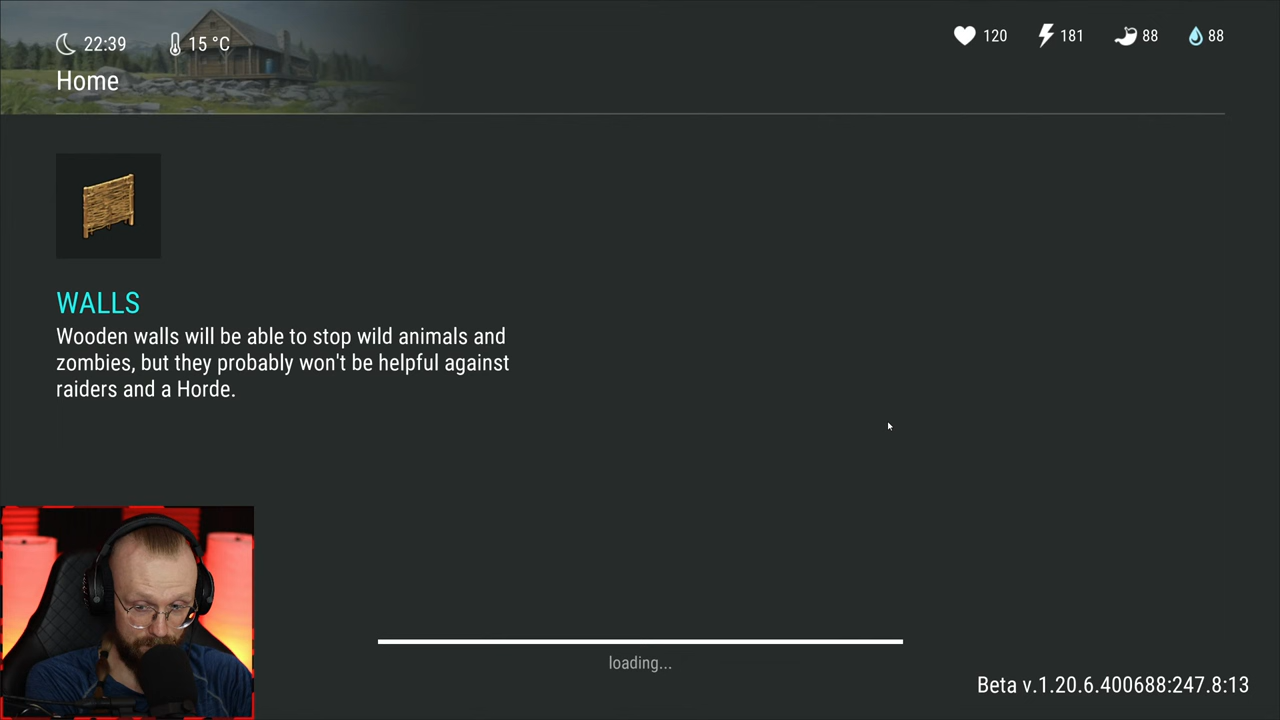 22:39 15 °C
120 181 88 88
Home
WALLS
Wooden walls will be able to stop wild animals and
zombies, but they probably won't be helpful against
raiders and a Horde.
loading...
Beta v.1.20.6.400688:247.8:13